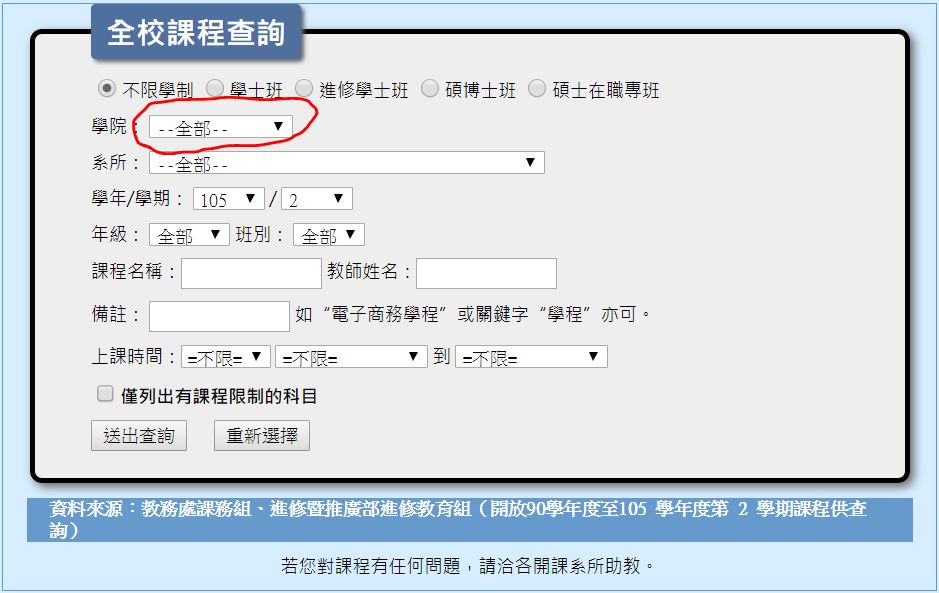 全校課程查詢
不限學制 學士班 進修學士班 碩博士班 碩士在職專班
學院： --全部--
系所： --全部--
學年/學期： 105 / 2
年級： 全部 班別： 全部
課程名稱： 教師姓名：
備註： 如“電子商務學程”或關鍵字“學程”亦可。
上課時間： =不限= =不限= 到 =不限=
僅列出有課程限制的科目
送出查詢 重新選擇
資料來源：教務處課務組、進修暨推廣部進修教育組（開放90學年度至105 學年度第 2 學期課程供查
詢）
若您對課程有任何問題，請洽各開課系所助教。